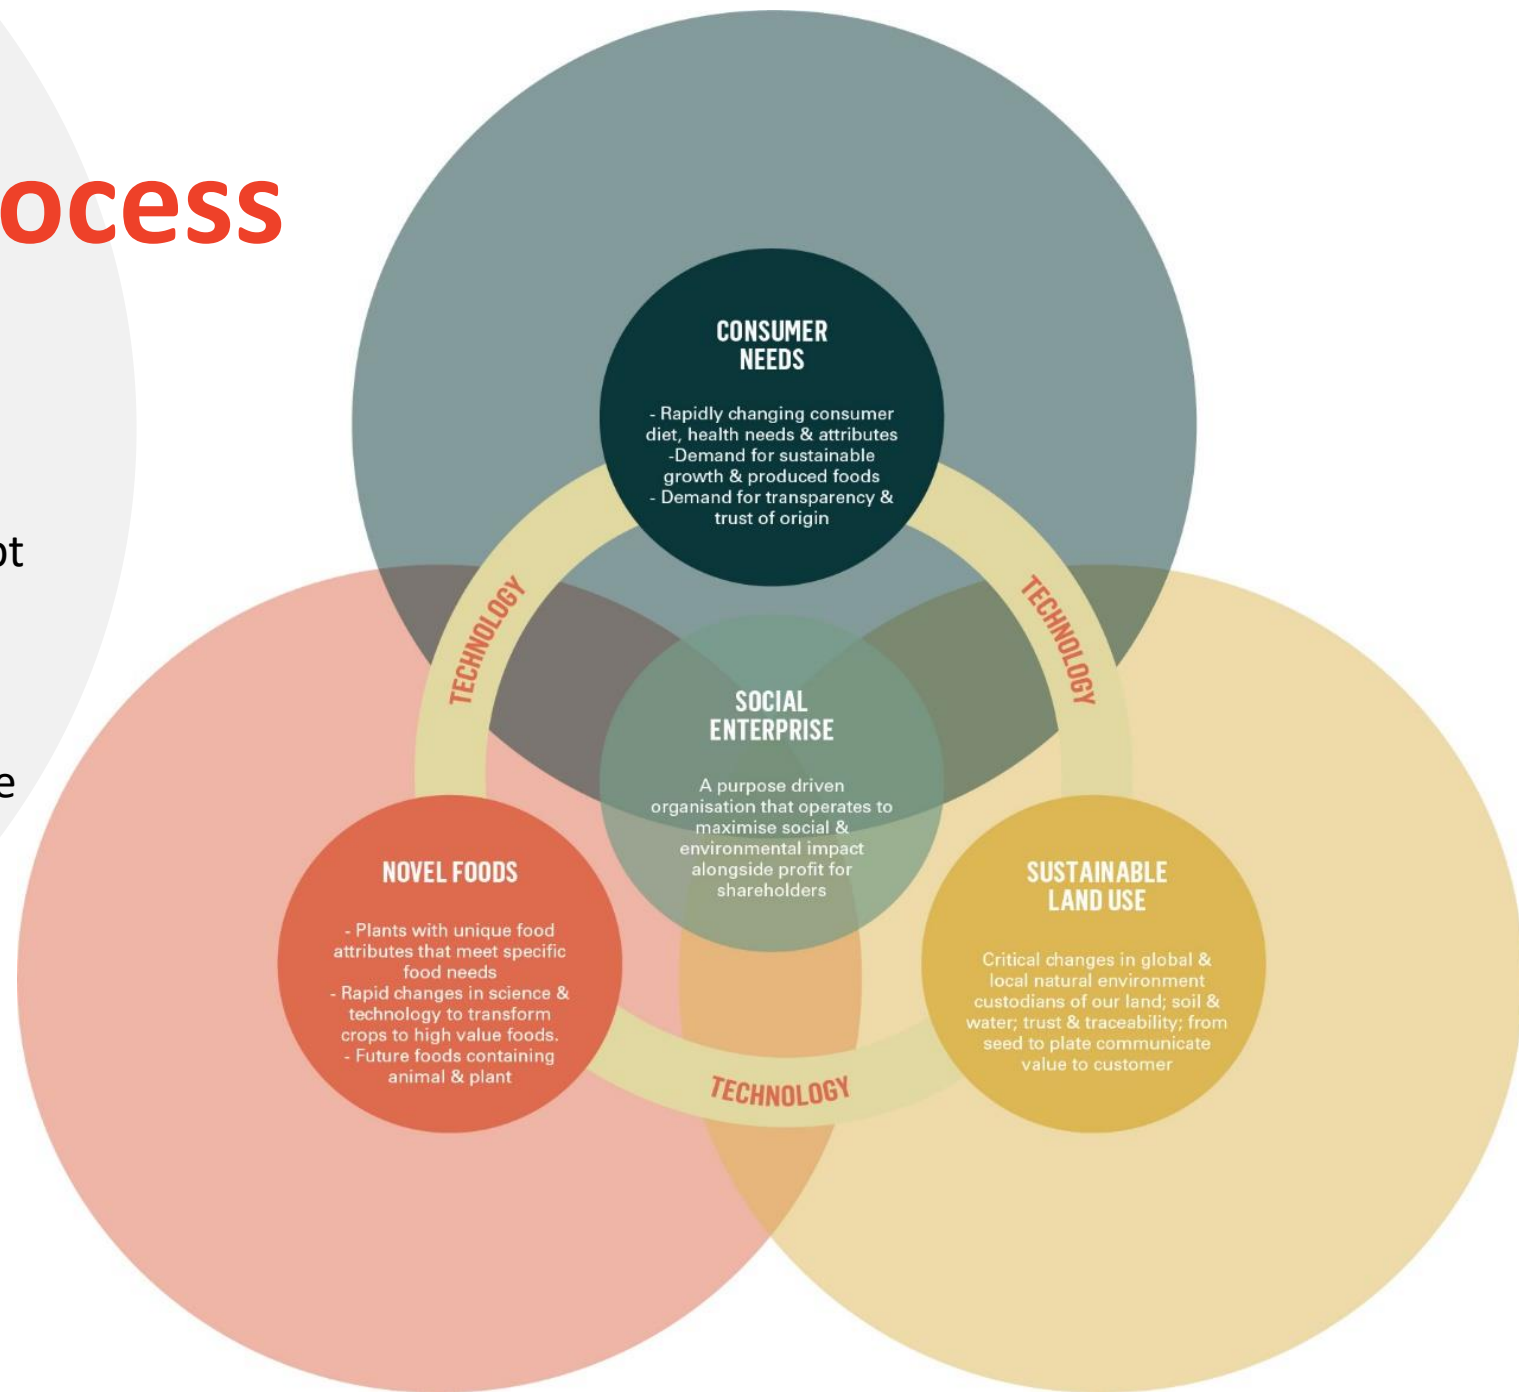 ocess
pt
e
CONSUMER
NEEDS
- Rapidly changing consumer
diet, health needs & attributes
-Demand for sustainable
growth & produced foods
- Demand for transparency &
trust of origin
TECHNOLOGY
TECHNOLOGY
SOCIAL
ENTERPRISE
A purpose driven
organisation that operates to
maximise social &
environmental impact
alongside profit for
shareholders
NOVEL FOODS
- Plants with unique food
attributes that meet specific
food needs
- Rapid changes in science &
technology to transform
crops to high value foods.
- Future foods containing
animal & plant
SUSTAINABLE
LAND USE
Critical changes in global &
local natural environment
custodians of our land; soil &
water; trust & traceability; from
seed to plate communicate
value to customer
TECHNOLOGY